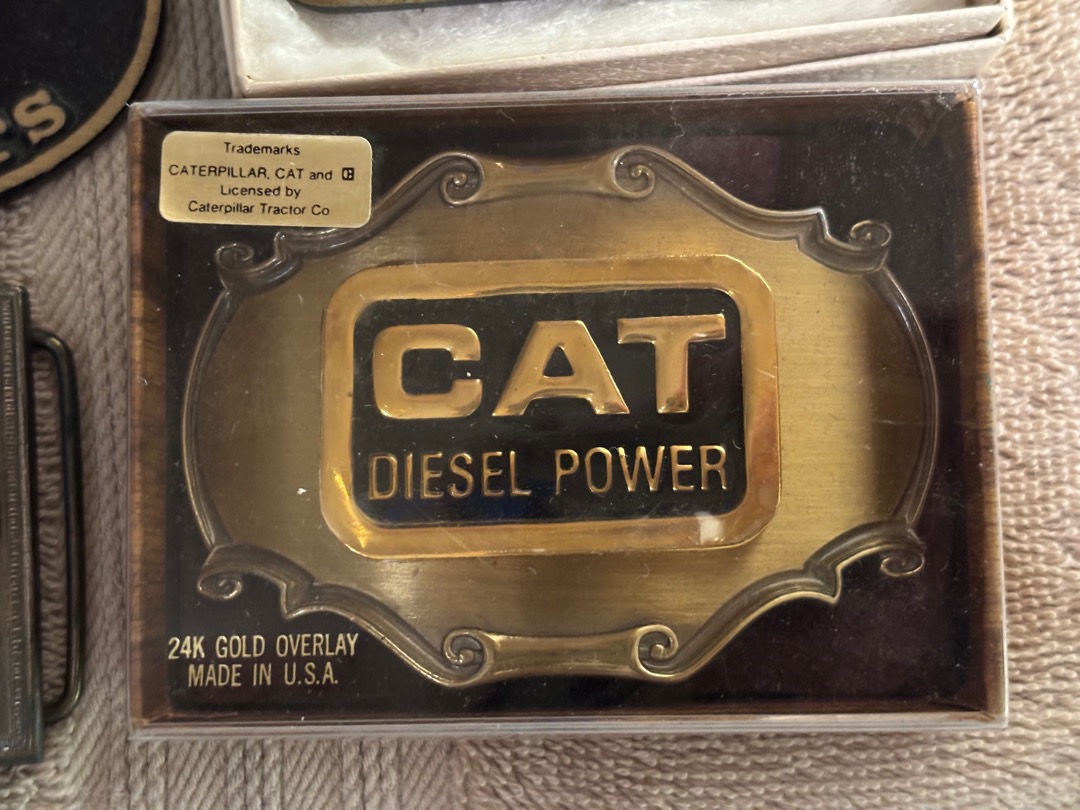 Trademarks
CATERPILLAR, CAT and
Licensed by
Caterpillar Tractor Co
CAT
DIESEL POWER
24K GOLD OVERLAY
MADE IN U.S.A.